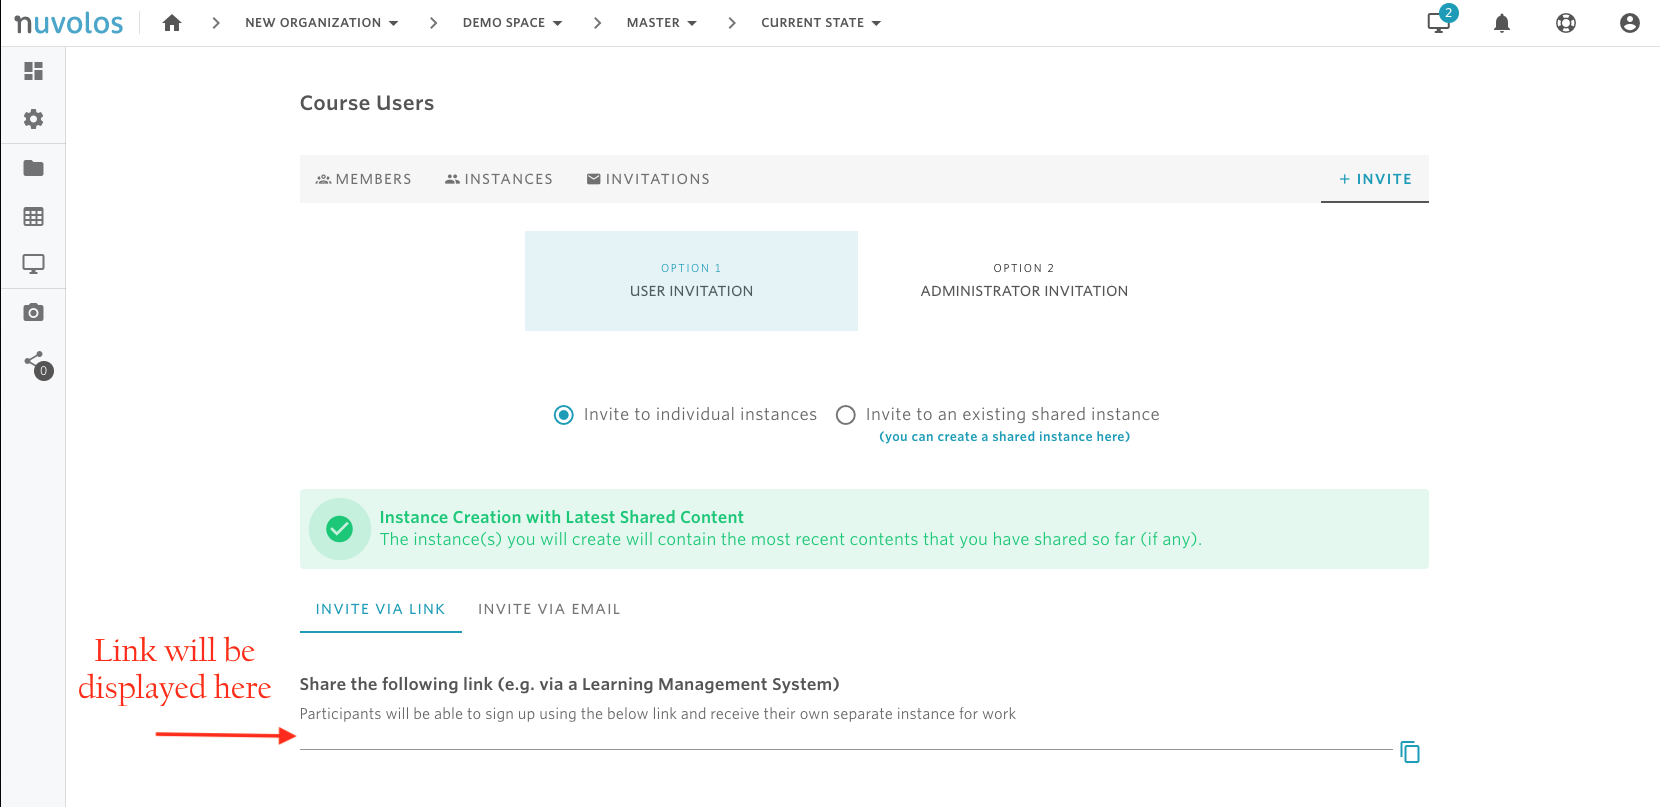 nuvolos
NEW ORGANIZATION
DEMO SPACE
MASTER
CURRENT STATE
2
Course Users
MEMBERS
INSTANCES
INVITATIONS
+ INVITE
OPTION 1
USER INVITATION
OPTION 2
ADMINISTRATOR INVITATION
0
Invite to individual instances
Invite to an existing shared instance
(you can create a shared instance here)
Instance Creation with Latest Shared Content
The instance(s) you will create will contain the most recent contents that you have shared so far (if any).
INVITE VIA LINK
INVITE VIA EMAIL
Link will be
displayed here
Share the following link (e.g. via a Learning Management System)
Participants will be able to sign up using the below link and receive their own separate instance for work